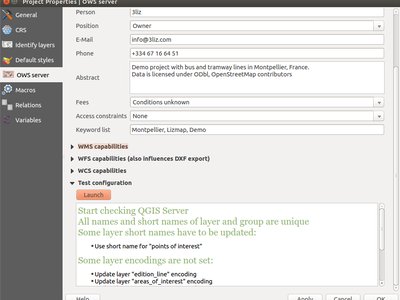 Project Properties | OWS server
General
CRS
Identify layers
Default styles
OWS server
Macros
Relations
Variables
Person 3liz
Position Owner
E-Mail info@3liz.com
Phone +334 67 16 64 51
Abstract Demo project with bus and tramway lines in Montpellier, France.
Data is licensed under ODbl, OpenStreetMap contributors
Fees Conditions unknown
Access constraints None
Keyword list Montpellier, Lizmap, Demo
WMS capabilities
WFS capabilities (also influences DXF export)
WCS capabilities
Test configuration
Launch
Start checking QGIS Server
All names and short names of layer and group are unique
Some layer short names have to be updated:
• Use short name for "points of interest"
Some layer encodings are not set:
• Update layer "edition_line" encoding
• Update layer "areas_of_interest" encoding
Help Apply Cancel OK